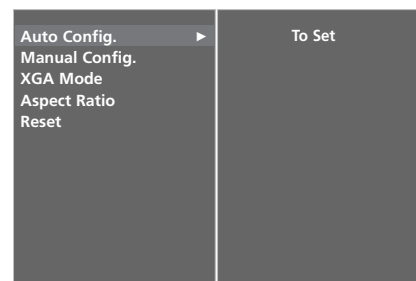 Auto Config. ► To Set
Manual Config.
XGA Mode
Aspect Ratio
Reset